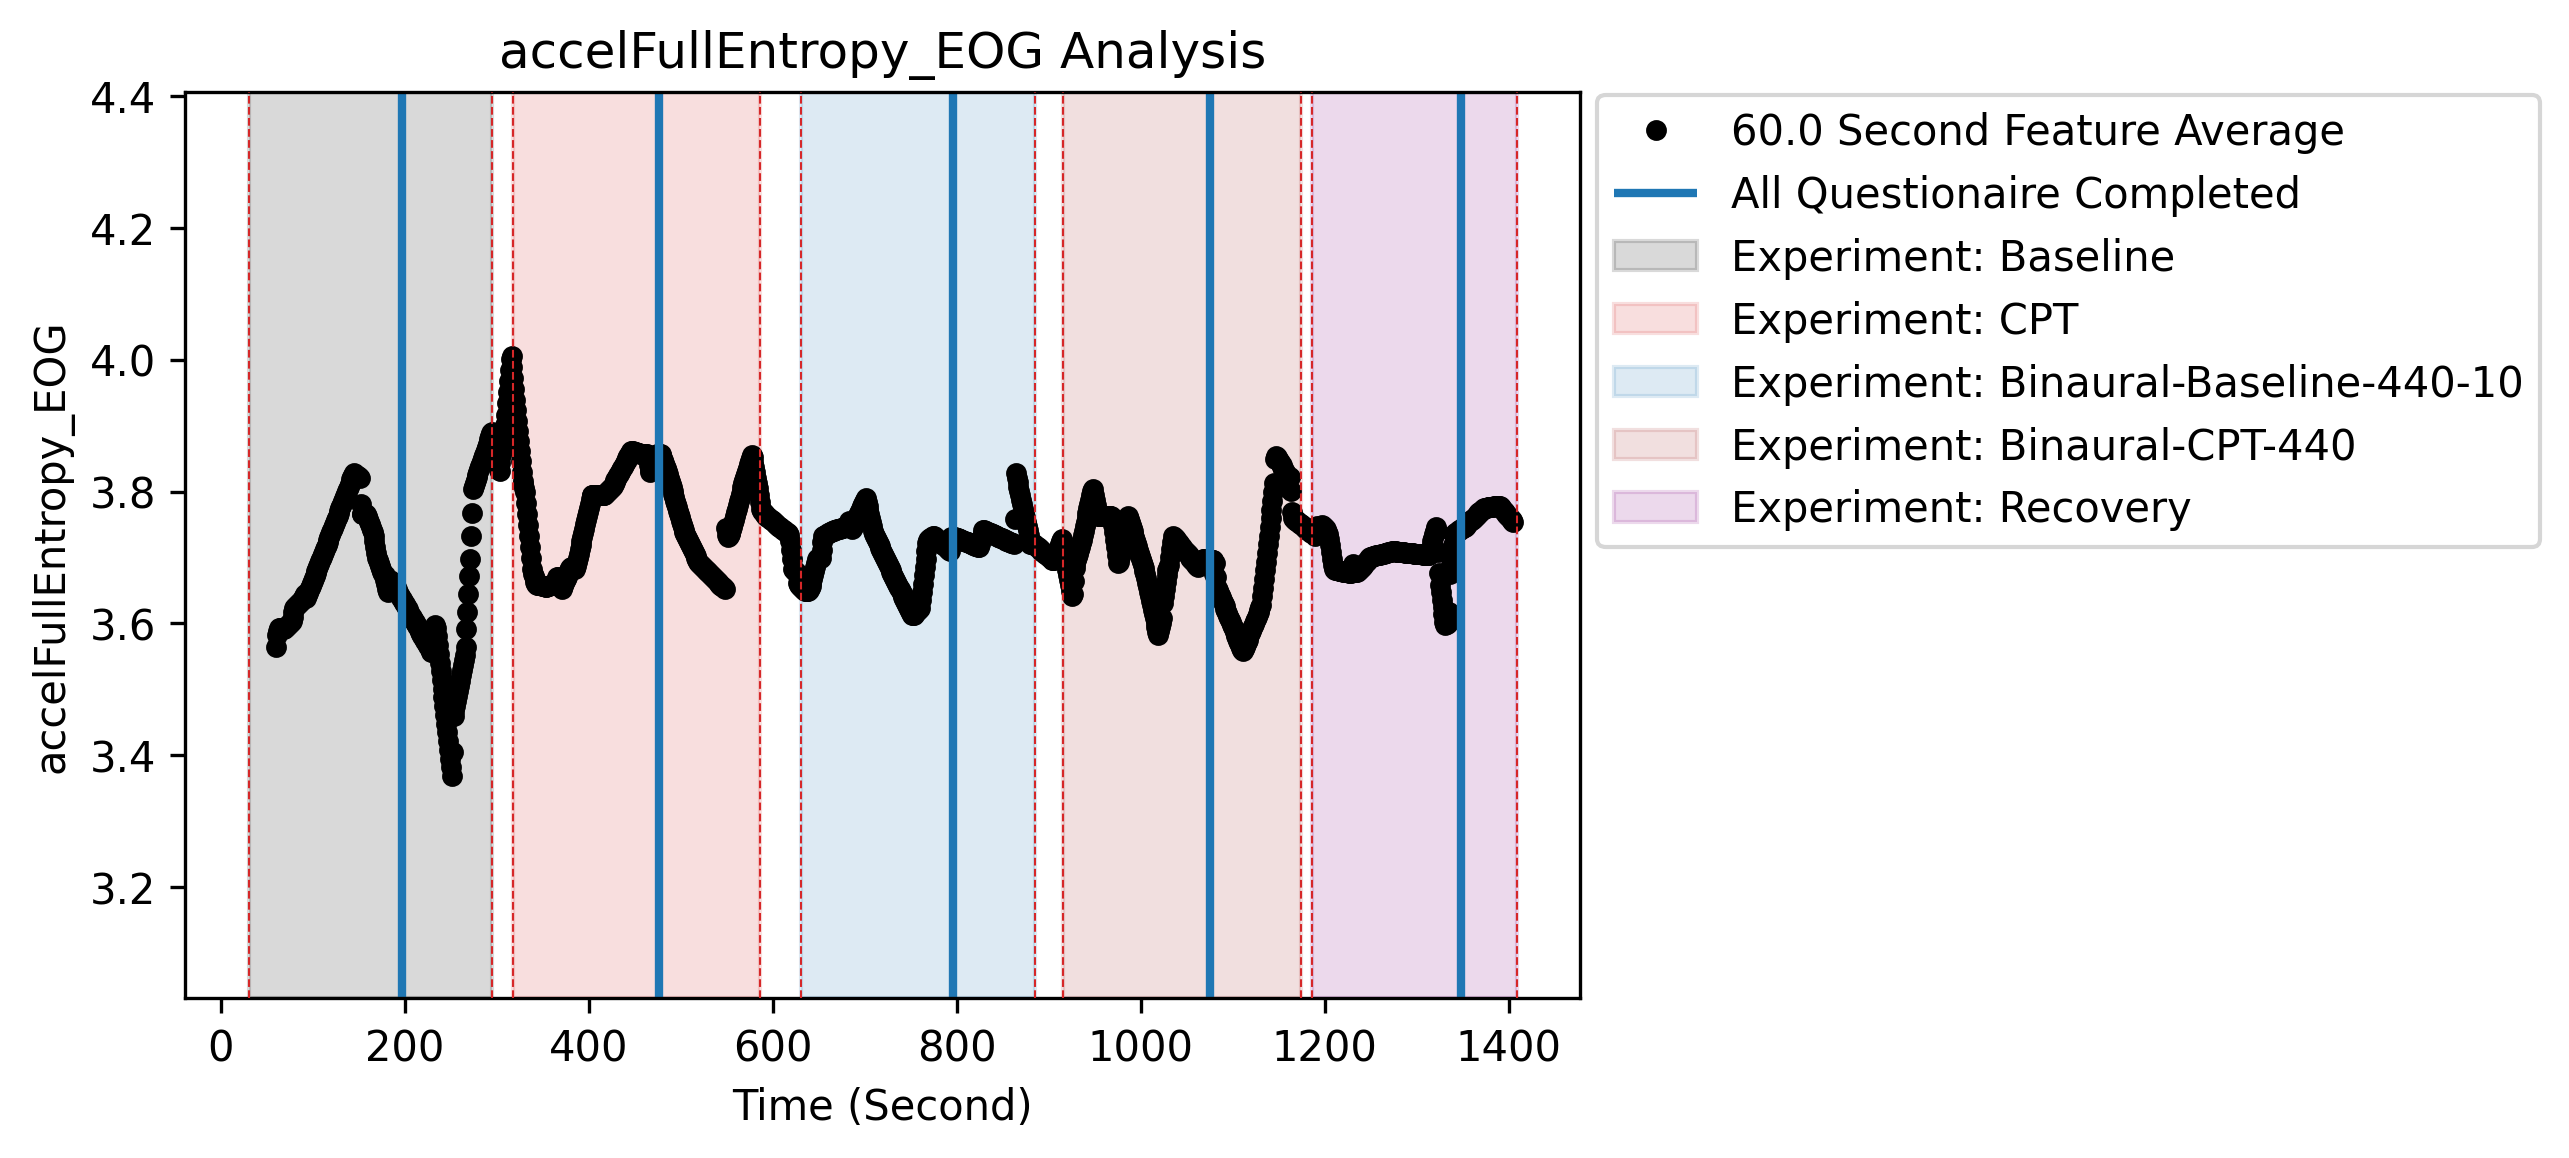 accelFullEntropy_EOG Analysis
4.4
4.2
4.0
3.8
3.6
3.4
3.2
accelFullEntropy_EOG
0 200 400 600 800 1000 1200 1400
Time (Second)
60.0 Second Feature Average
All Questionaire Completed
Experiment: Baseline
Experiment: CPT
Experiment: Binaural-Baseline-440-10
Experiment: Binaural-CPT-440
Experiment: Recovery